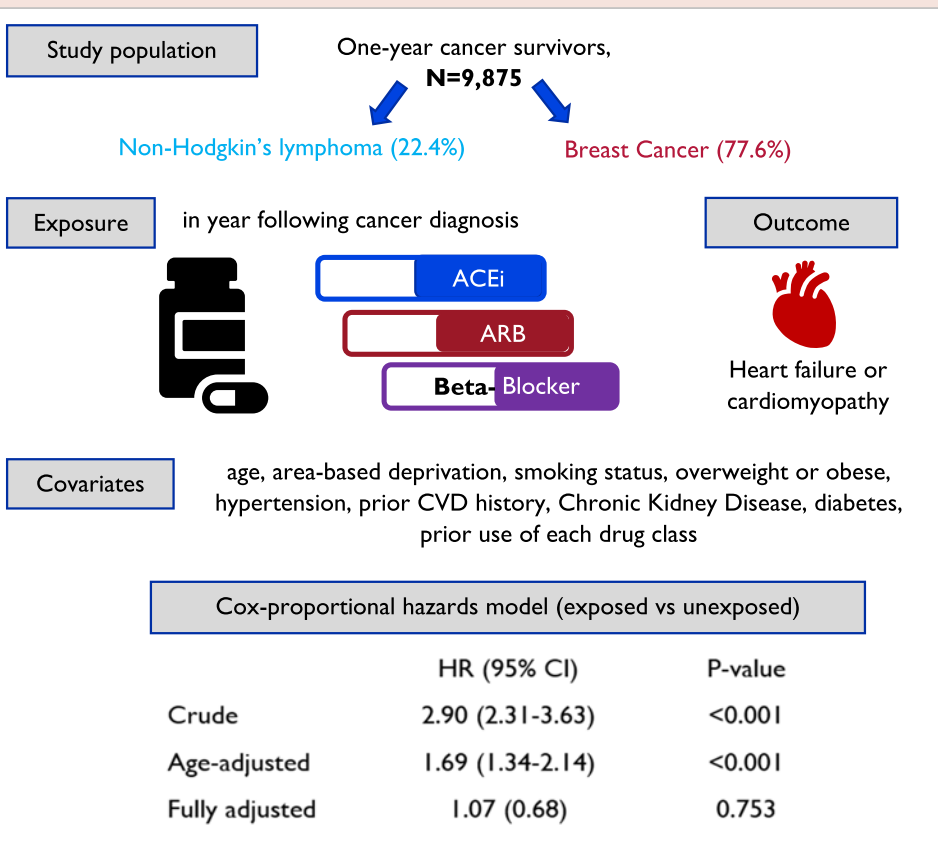 Study population
One-year cancer survivors,
N=9,875
Non-Hodgkin's lymphoma (22.4%)
Breast Cancer (77.6%)
Exposure
in year following cancer diagnosis
Outcome
ACEi
ARB
Beta-Blocker
Heart failure or
cardiomyopathy
Covariates
age, area-based deprivation, smoking status, overweight or obese,
hypertension, prior CVD history, Chronic Kidney Disease, diabetes,
prior use of each drug class
Cox-proportional hazards model (exposed vs unexposed)
HR (95% CI) P-value
Crude 2.90 (2.31-3.63) <0.001
Age-adjusted 1.69 (1.34-2.14) <0.001
Fully adjusted 1.07 (0.68) 0.753